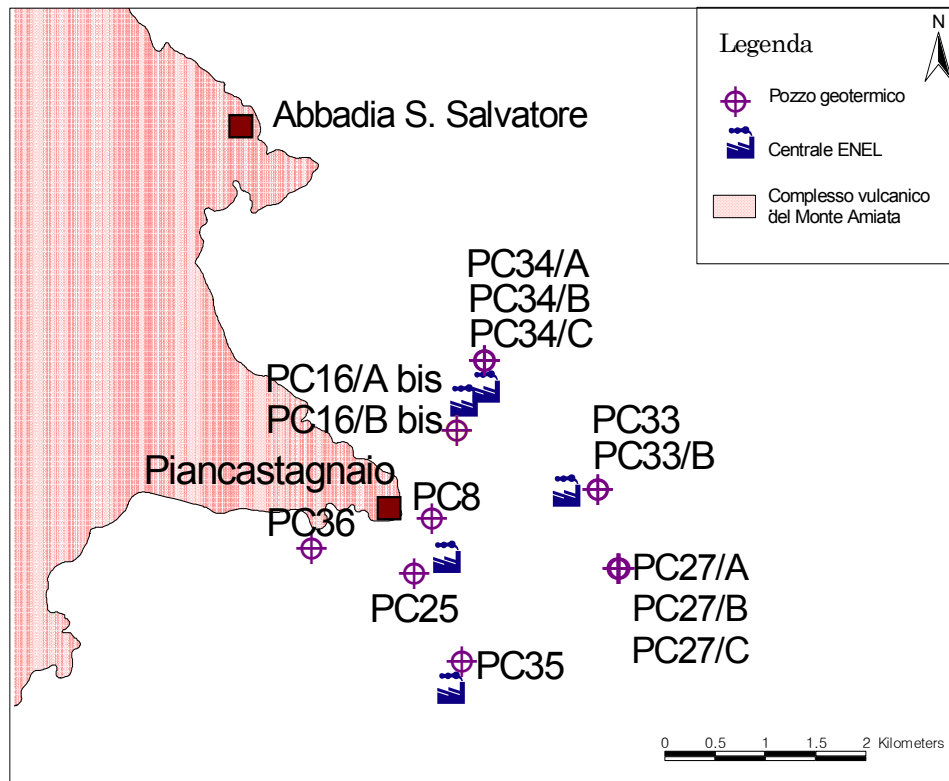 N
Legenda
Pozzo geotermico
Centrale ENEL
Complesso vulcanico
del Monte Amiata
Abbadia S. Salvatore
PC34/A
PC34/B
PC34/C
PC16/A bis
PC16/B bis
PC33
PC33/B
Piancastagnaio
PC8
PC36
PC25
PC27/A
PC27/B
PC27/C
PC35
0 0.5 1 1.5 2 Kilometers